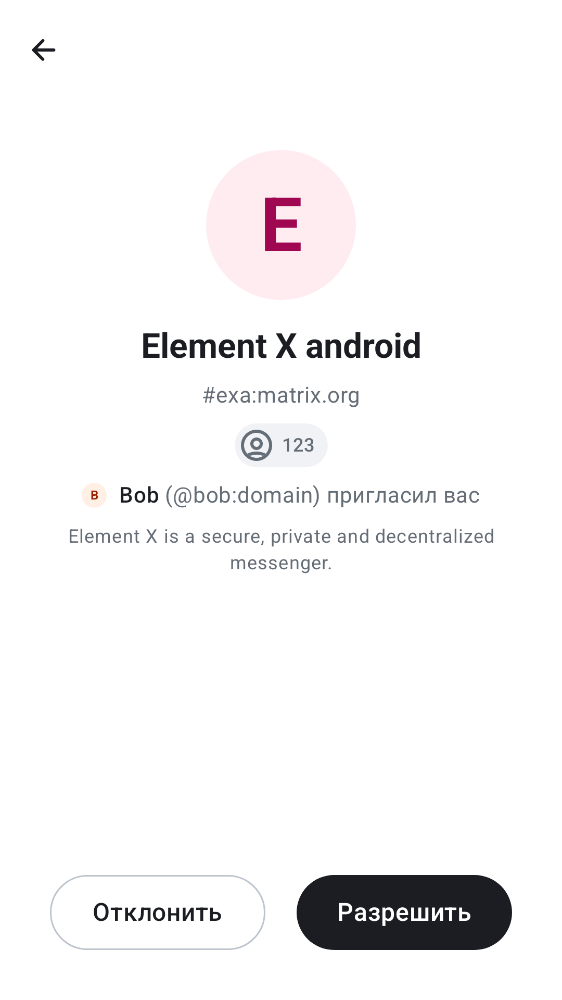 E
Element X android
#exa:matrix.org
123
B Bob (@bob:domain) пригласил вас
Element X is a secure, private and decentralized
messenger.
Отклонить
Разрешить